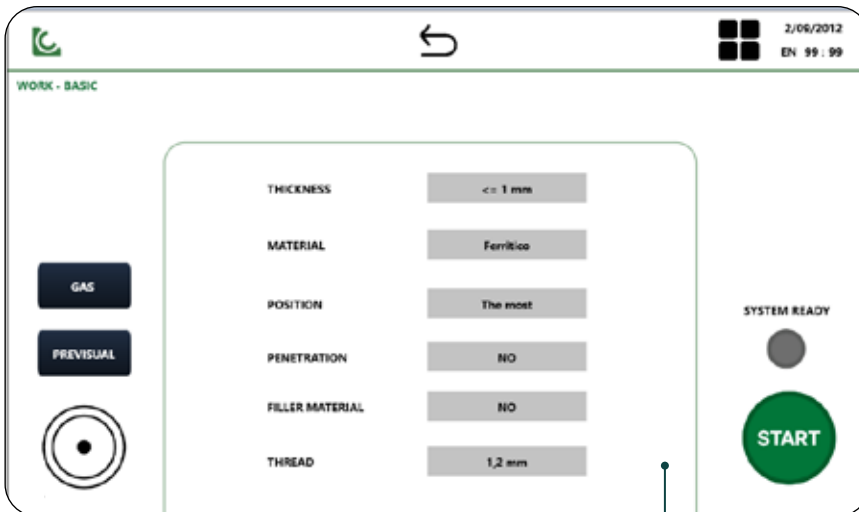 2/09/2012
EN 99 : 99
WORK - BASIC
THICKNESS <= 1 mm
MATERIAL Ferritico
GAS
POSITION The most
SYSTEM READY
PREVISUAL
PENETRATION NO
FILLER MATERIAL NO
START
THREAD 1,2 mm